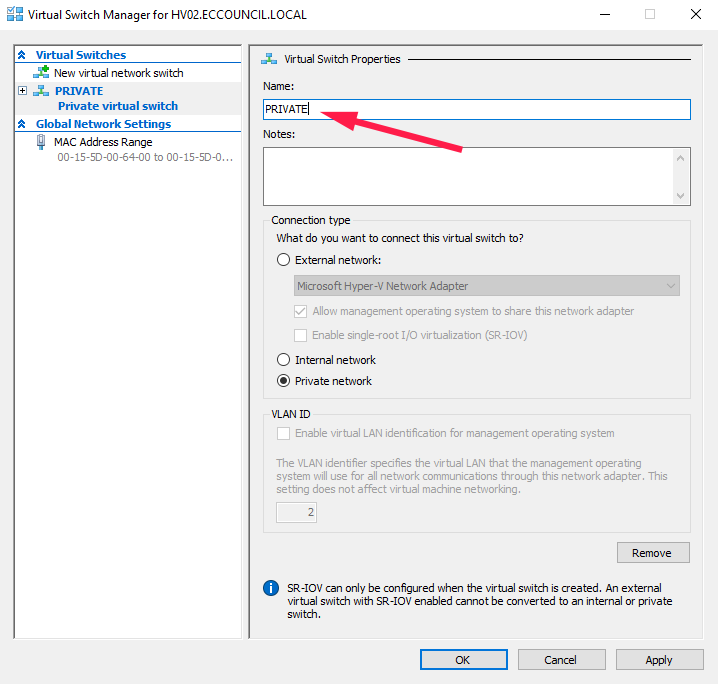 Virtual Switch Manager for HV02.ECCOUNCIL.LOCAL
Virtual Switches
New virtual network switch
PRIVATE
Private virtual switch
Global Network Settings
MAC Address Range
00-15-5D-00-64-00 to 00-15-5D-0...
Virtual Switch Properties
Name:
PRIVATE
Notes:
Connection type
What do you want to connect this virtual switch to?
External network:
Microsoft Hyper-V Network Adapter
Allow management operating system to share this network adapter
Enable single-root I/O virtualization (SR-IOV)
Internal network
Private network
VLAN ID
Enable virtual LAN identification for management operating system
The VLAN identifier specifies the virtual LAN that the management operating
system will use for all network communications through this network adapter. This
setting does not affect virtual machine networking.
2
Remove
SR-IOV can only be configured when the virtual switch is created. An external
virtual switch with SR-IOV enabled cannot be converted to an internal or private
switch.
OK
Cancel
Apply